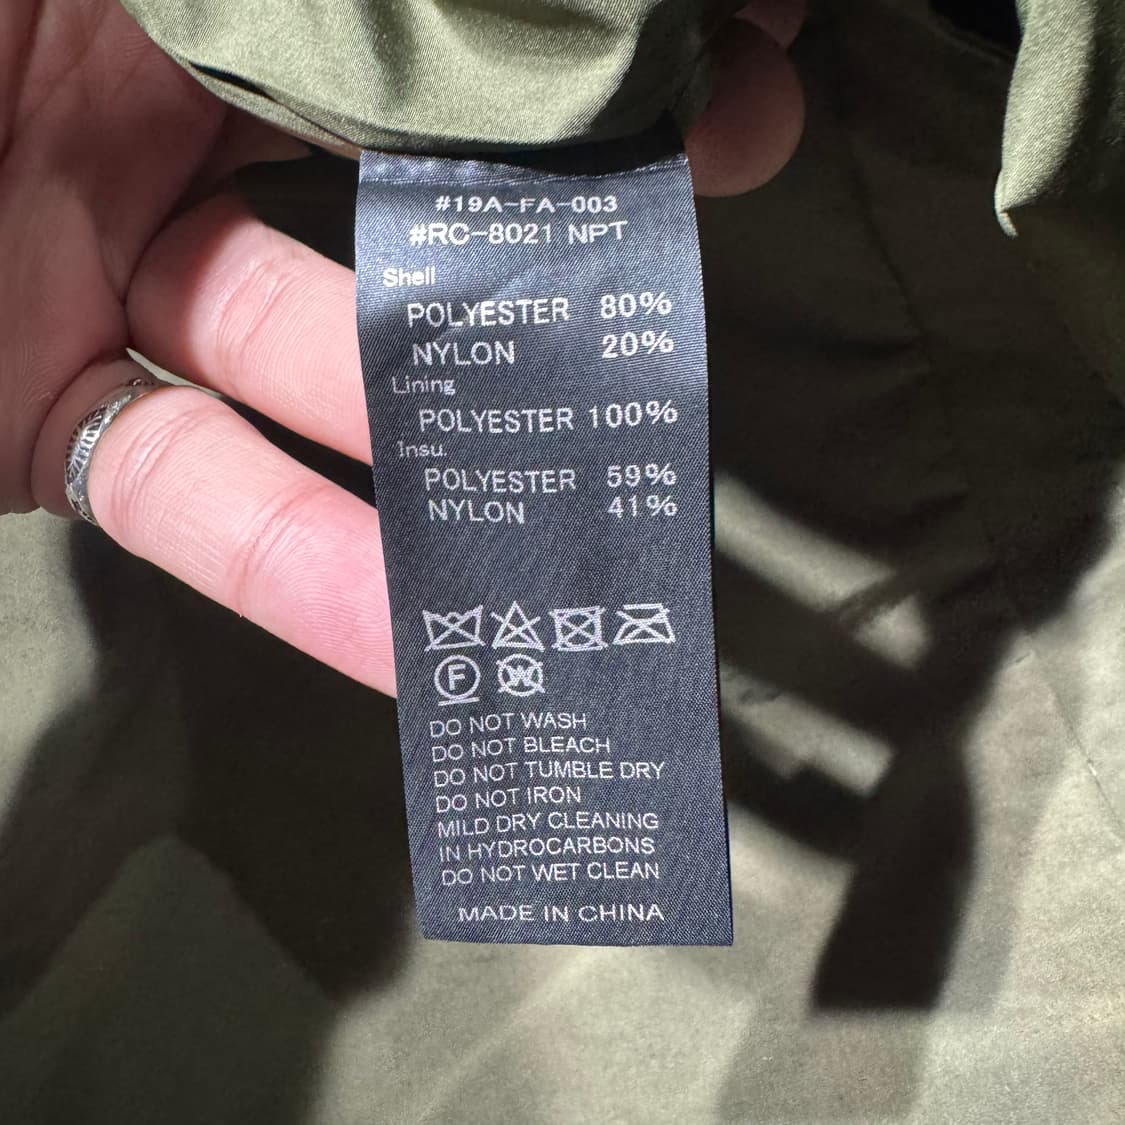 #19A-FA-003
#RC-8021 NPT
Shell
POLYESTER 80%
NYLON 20%
Lining
POLYESTER 100%
Insu.
POLYESTER 59%
NYLON 41%
F W
DO NOT WASH
DO NOT BLEACH
DO NOT TUMBLE DRY
DO NOT IRON
MILD DRY CLEANING
IN HYDROCARBONS
DO NOT WET CLEAN
MADE IN CHINA